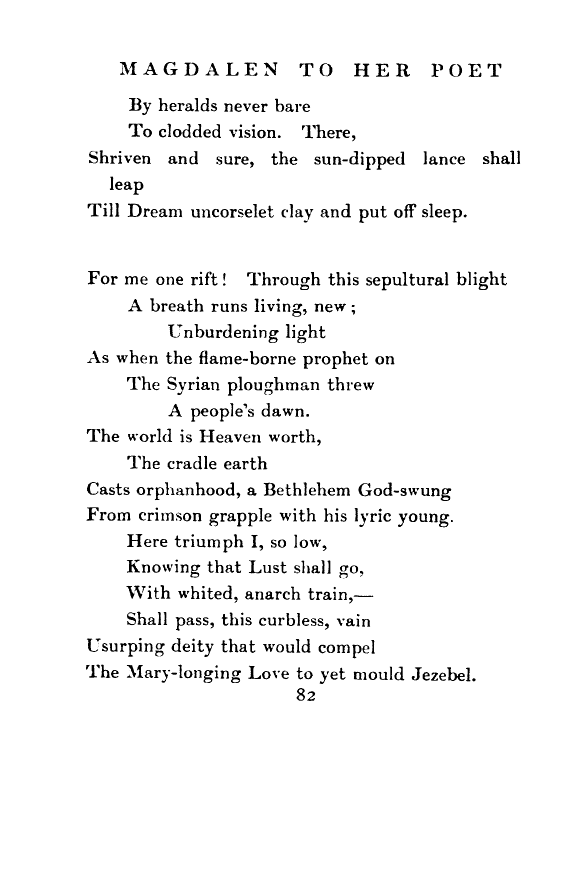 MAGDALEN TO HER POET
By heralds never bare
To clodded vision. There,
Shriven and sure, the sun-dipped lance shall
leap
Till Dream uncorselet clay and put off sleep.
For me one rift! Through this sepultural blight
A breath runs living, new;
Unburdening light
As when the flame-borne prophet on
The Syrian ploughman threw
A people's dawn.
The world is Heaven worth,
The cradle earth
Casts orphanhood, a Bethlehem God-swung
From crimson grapple with his lyric young.
Here triumph I, so low,
Knowing that Lust shall go,
With whited, anarch train,—
Shall pass, this curbless, vain
Usurping deity that would compel
The Mary-longing Love to yet mould Jezebel.
82